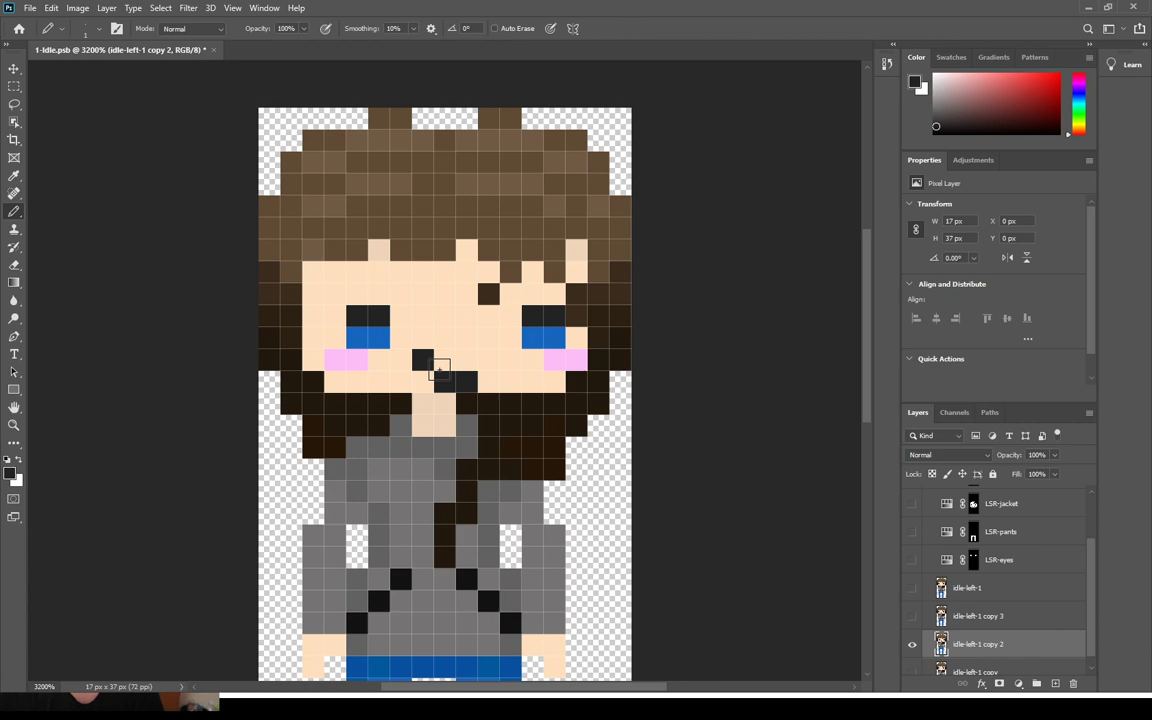 Ps File Edit Image Layer Type Select Filter 3D View Window Help
1 Mode: Normal Opacity: 100% Smoothing: 10% 0° Auto Erase
1-Idle.psb @ 3200% (idle-left-1 copy 2, RGB/8) *
Color Swatches Gradients Patterns
Learn
Properties Adjustments
Pixel Layer
Transform
W 17 px X 0 px
H 37 px Y 0 px
0.00°
Align and Distribute
Align:
Quick Actions
Layers Channels Paths
Kind
Normal Opacity: 100%
Lock: Fill: 100%
LSR-jacket
LSR-pants
LSR-eyes
idle-left-1
idle-left-1 copy 3
idle-left-1 copy 2
idle-left-1 copy
3200% 17 px x 37 px (72 ppi)
fx